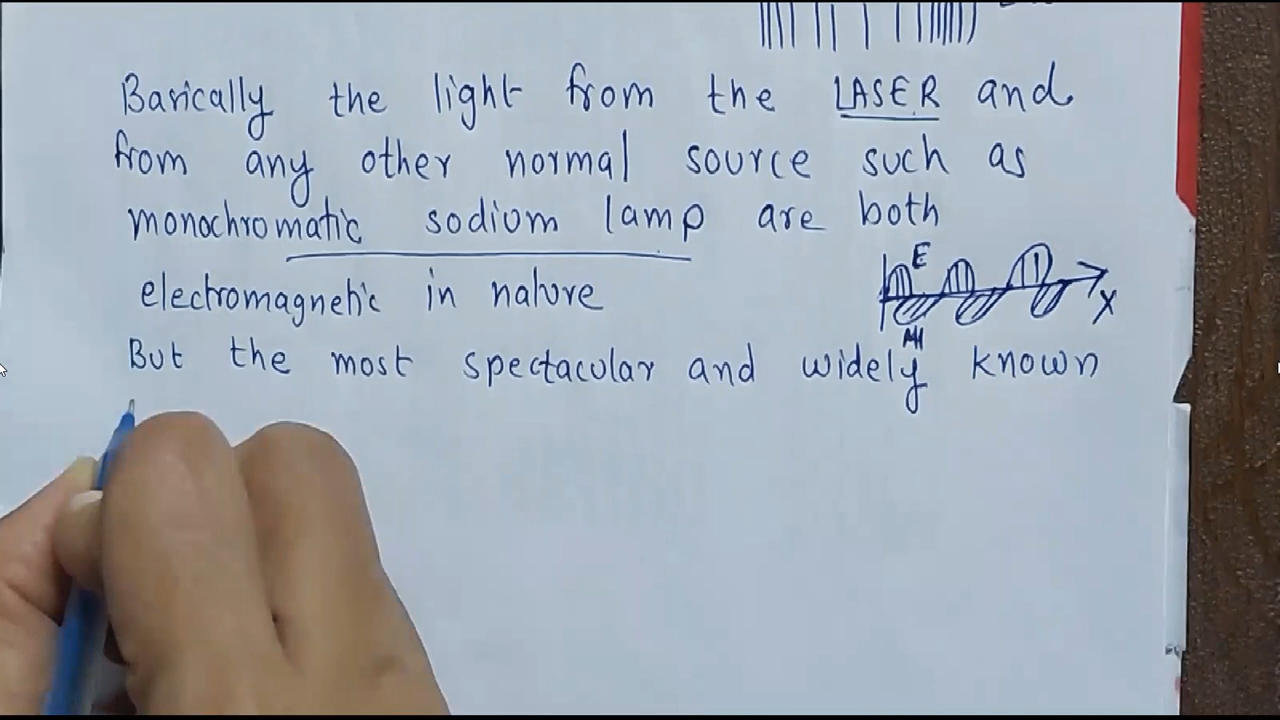 Basically the light from the LASER and
from any other normal source such as
monochromatic sodium lamp are both
E
electromagnetic in nature
X
But the most spectacular and widely known